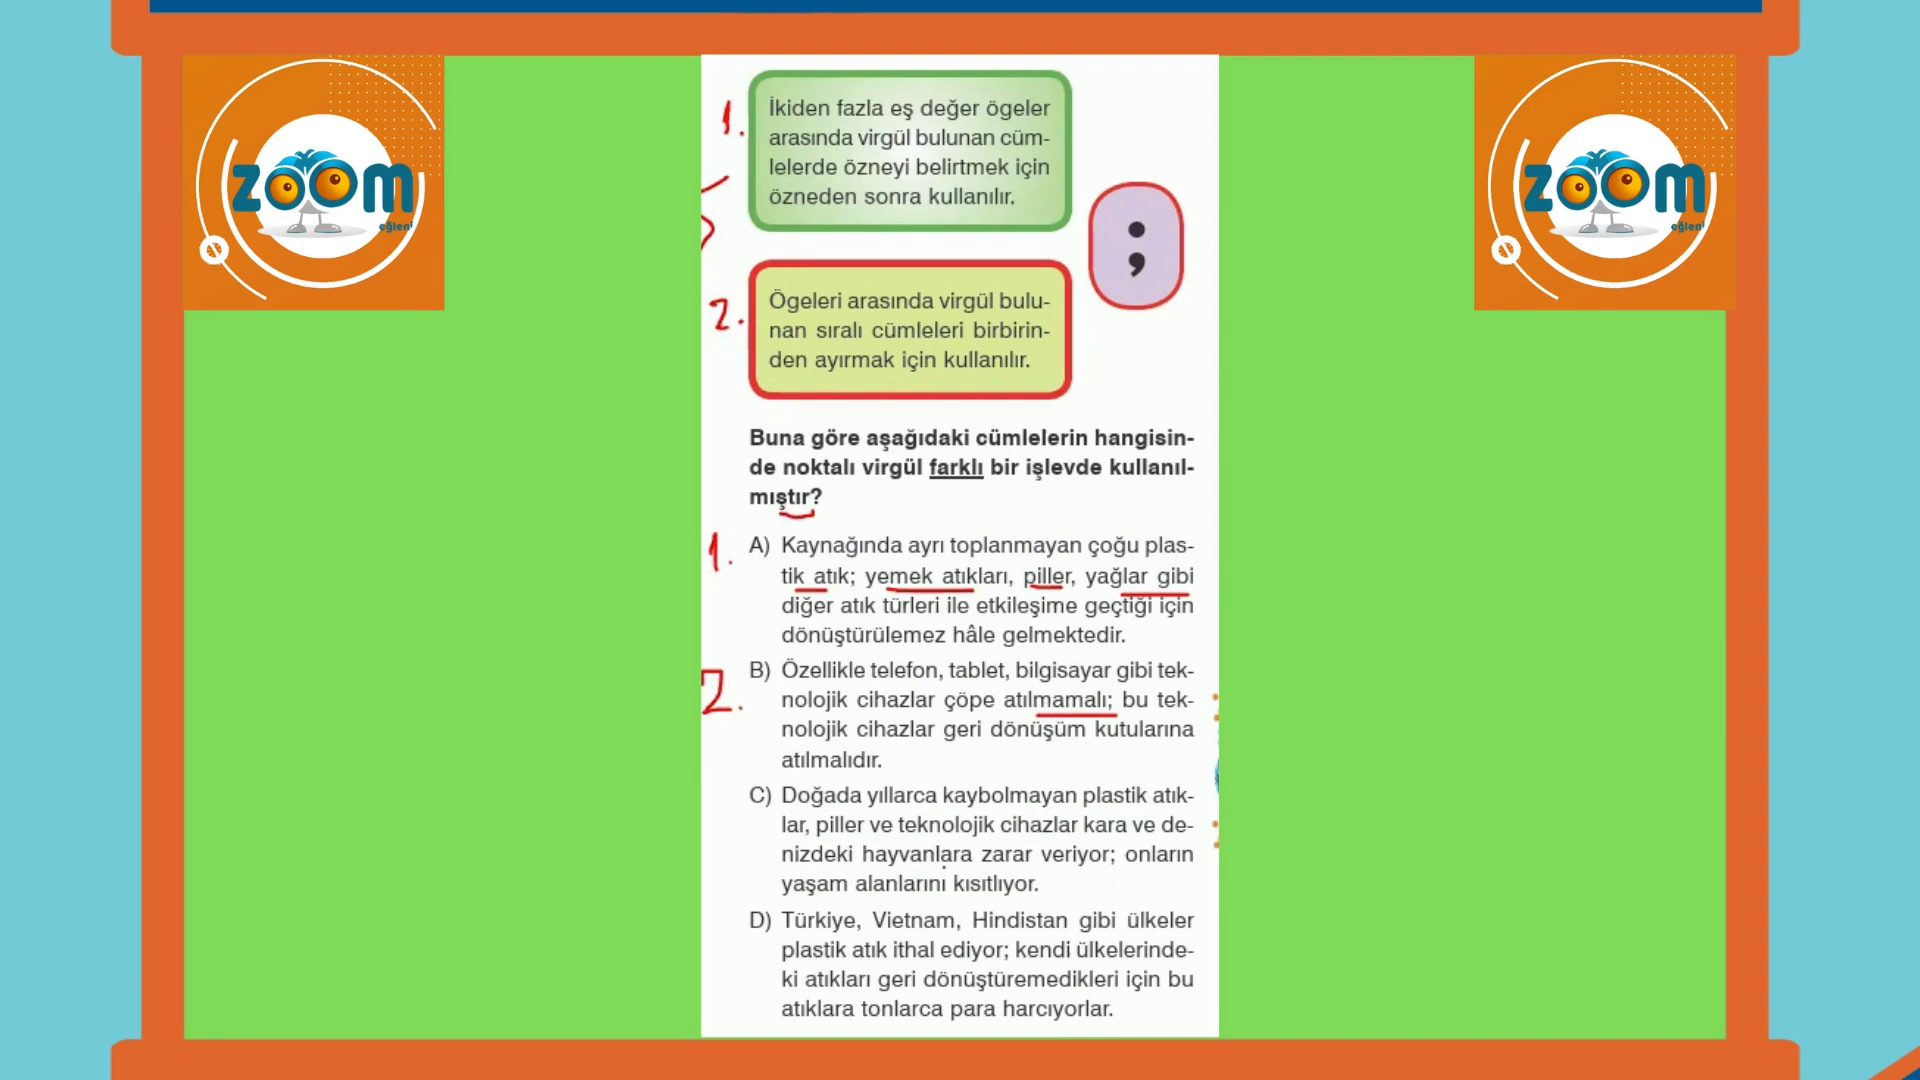 zoom
eğleni
zoom
eğleni
1.
İkiden fazla eş değer ögeler
arasında virgül bulunan cüm-
lelerde özneyi belirtmek için
özneden sonra kullanılır.
;
2.
Ögeleri arasında virgül bulu-
nan sıralı cümleleri birbirin-
den ayırmak için kullanılır.
Buna göre aşağıdaki cümlelerin hangisin-
de noktalı virgül farklı bir işlevde kullanıl-
mıştır?
1.
A) Kaynağında ayrı toplanmayan çoğu plas-
tik atık; yemek atıkları, piller, yağlar gibi
diğer atık türleri ile etkileşime geçtiği için
dönüştürülemez hâle gelmektedir.
2.
B) Özellikle telefon, tablet, bilgisayar gibi tek-
nolojik cihazlar çöpe atılmamalı; bu tek-
nolojik cihazlar geri dönüşüm kutularına
atılmalıdır.
C) Doğada yıllarca kaybolmayan plastik atık-
lar, piller ve teknolojik cihazlar kara ve de-
nizdeki hayvanlara zarar veriyor; onların
yaşam alanlarını kısıtlıyor.
D) Türkiye, Vietnam, Hindistan gibi ülkeler
plastik atık ithal ediyor; kendi ülkelerinde-
ki atıkları geri dönüştüremedikleri için bu
atıklara tonlarca para harcıyorlar.